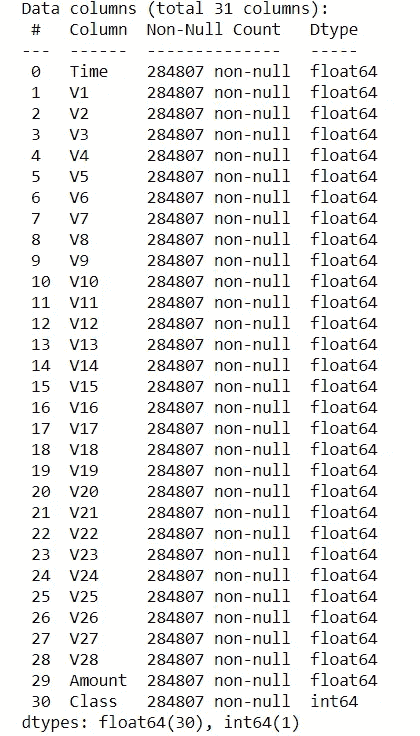 Data columns (total 31 columns):
 #   Column  Non-Null Count   Dtype
---  ------  --------------   -----
 0   Time    284807 non-null  float64
 1   V1      284807 non-null  float64
 2   V2      284807 non-null  float64
 3   V3      284807 non-null  float64
 4   V4      284807 non-null  float64
 5   V5      284807 non-null  float64
 6   V6      284807 non-null  float64
 7   V7      284807 non-null  float64
 8   V8      284807 non-null  float64
 9   V9      284807 non-null  float64
 10  V10     284807 non-null  float64
 11  V11     284807 non-null  float64
 12  V12     284807 non-null  float64
 13  V13     284807 non-null  float64
 14  V14     284807 non-null  float64
 15  V15     284807 non-null  float64
 16  V16     284807 non-null  float64
 17  V17     284807 non-null  float64
 18  V18     284807 non-null  float64
 19  V19     284807 non-null  float64
 20  V20     284807 non-null  float64
 21  V21     284807 non-null  float64
 22  V22     284807 non-null  float64
 23  V23     284807 non-null  float64
 24  V24     284807 non-null  float64
 25  V25     284807 non-null  float64
 26  V26     284807 non-null  float64
 27  V27     284807 non-null  float64
 28  V28     284807 non-null  float64
 29  Amount  284807 non-null  float64
 30  Class   284807 non-null  int64
dtypes: float64(30), int64(1)